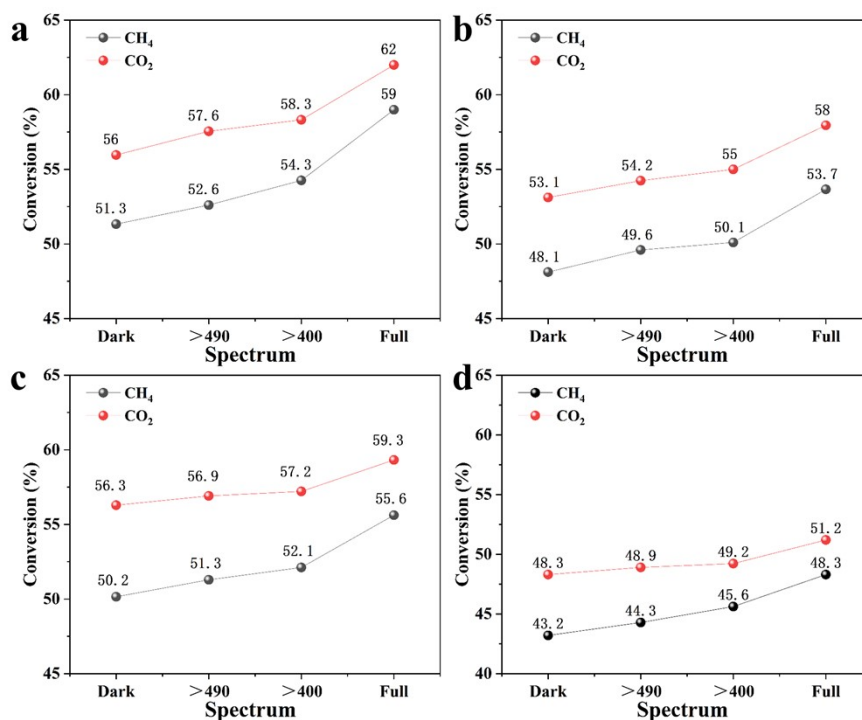 a
CH₄
CO₂
Conversion (%)
65
60
55
50
45
56
57.6
58.3
62
51.3
52.6
54.3
59
Dark
>490
>400
Full
Spectrum
b
CH₄
CO₂
Conversion (%)
65
60
55
50
45
53.1
54.2
55
58
48.1
49.6
50.1
53.7
Dark
>490
>400
Full
Spectrum
c
CH₄
CO₂
Conversion (%)
65
60
55
50
45
56.3
56.9
57.2
59.3
50.2
51.3
52.1
55.6
Dark
>490
>400
Full
Spectrum
d
CH₄
CO₂
Conversion (%)
65
60
55
50
45
40
48.3
48.9
49.2
51.2
43.2
44.3
45.6
48.3
Dark
>490
>400
Full
Spectrum